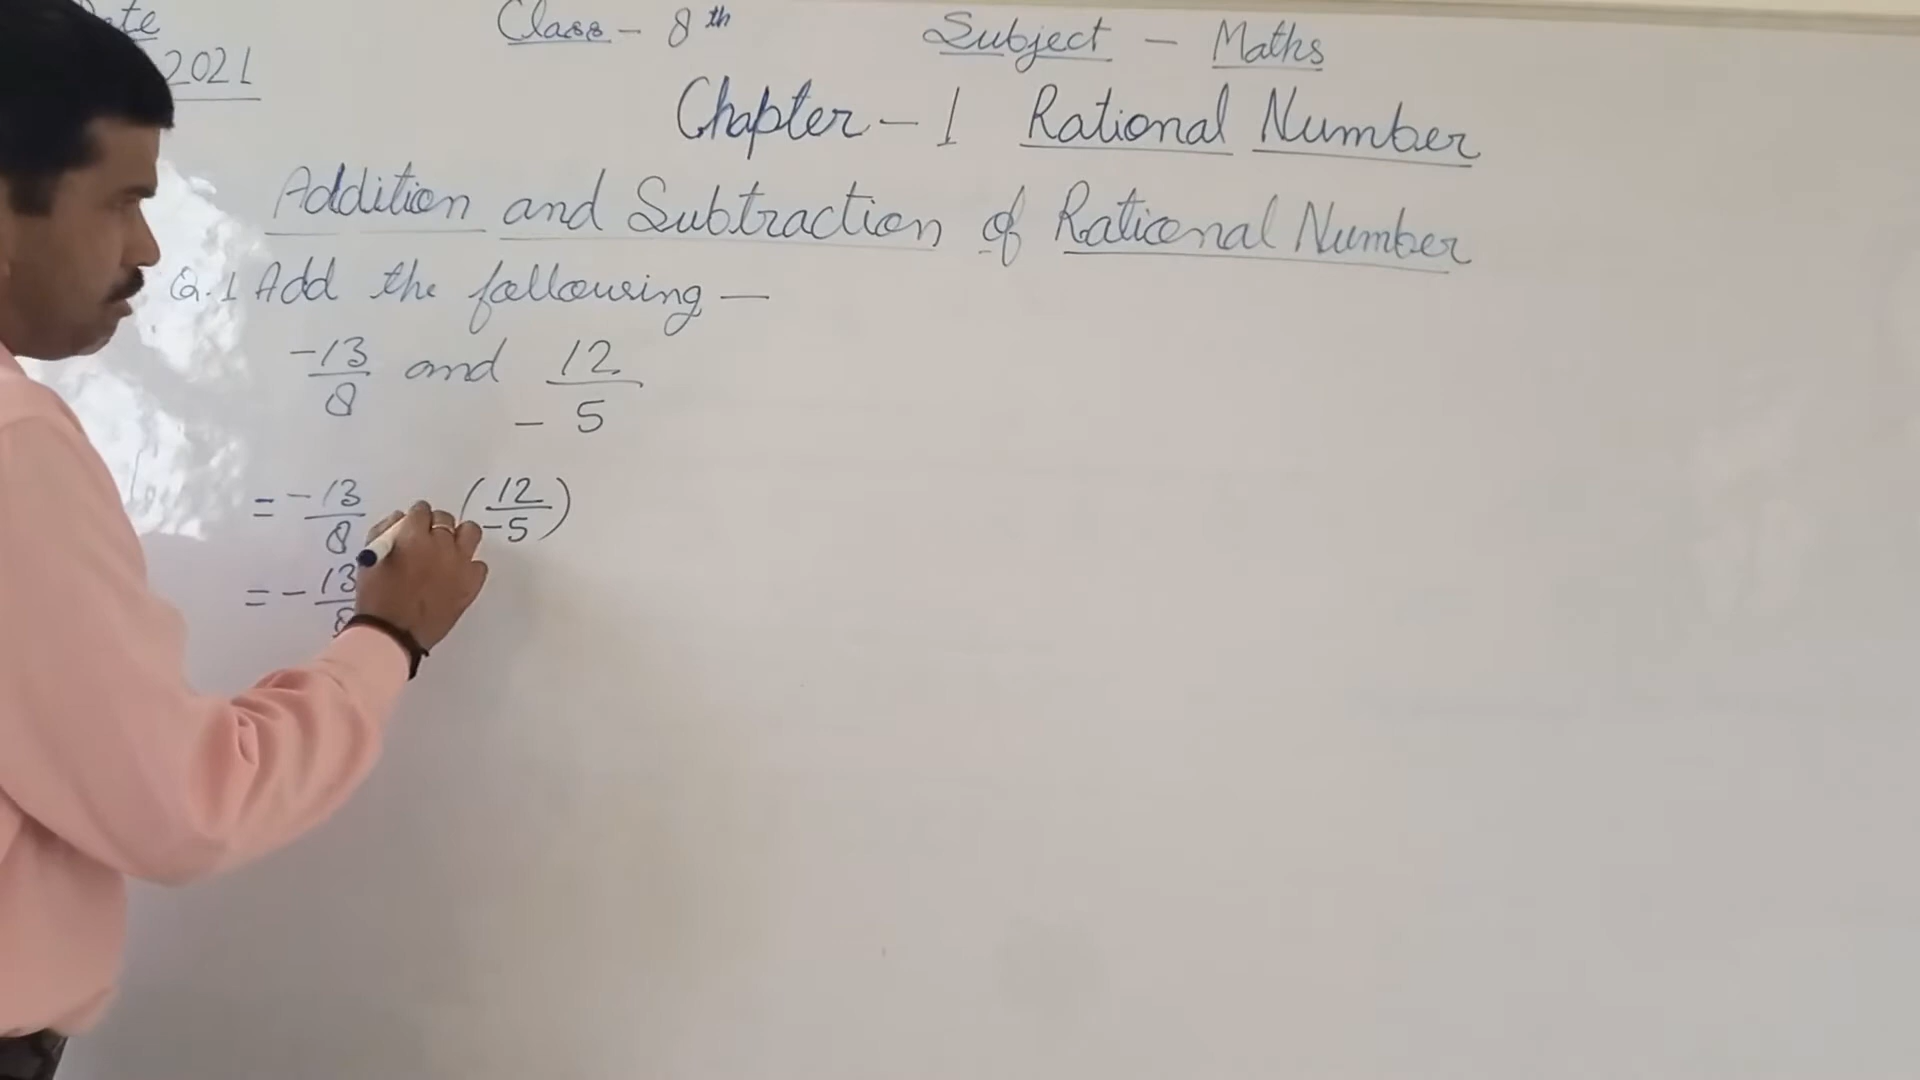 Class - 8th Subject - Maths
2021
Chapter - 1 Rational Number
Addition and Subtraction of Rational Number
Q.1 Add the following —
-13/8 and 12/-5
= -13/8 (12/-5)
= -13/8